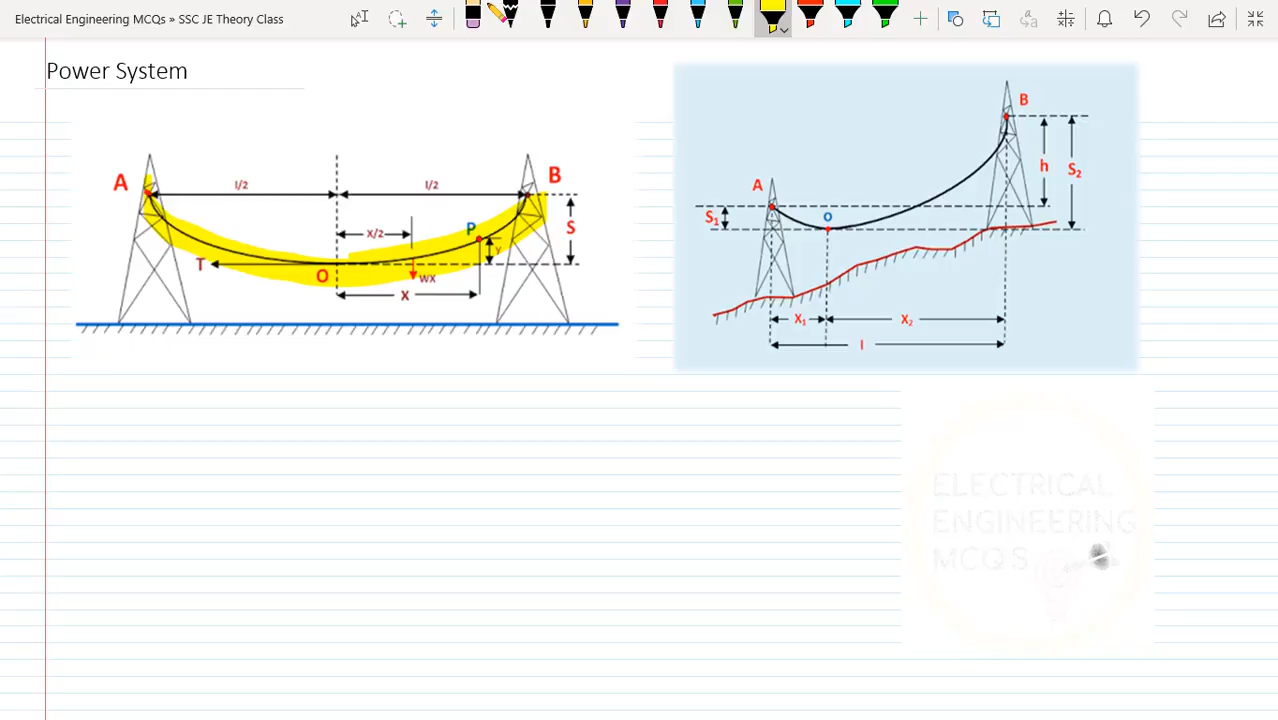 Electrical Engineering MCQs » SSC JE Theory Class
Power System
A
l/2
l/2
B
X/2
P
S
y
T
O
wx
X
B
h
S2
A
S1
o
X1
X2
l
ELECTRICAL
ENGINEERING
MCQ'S